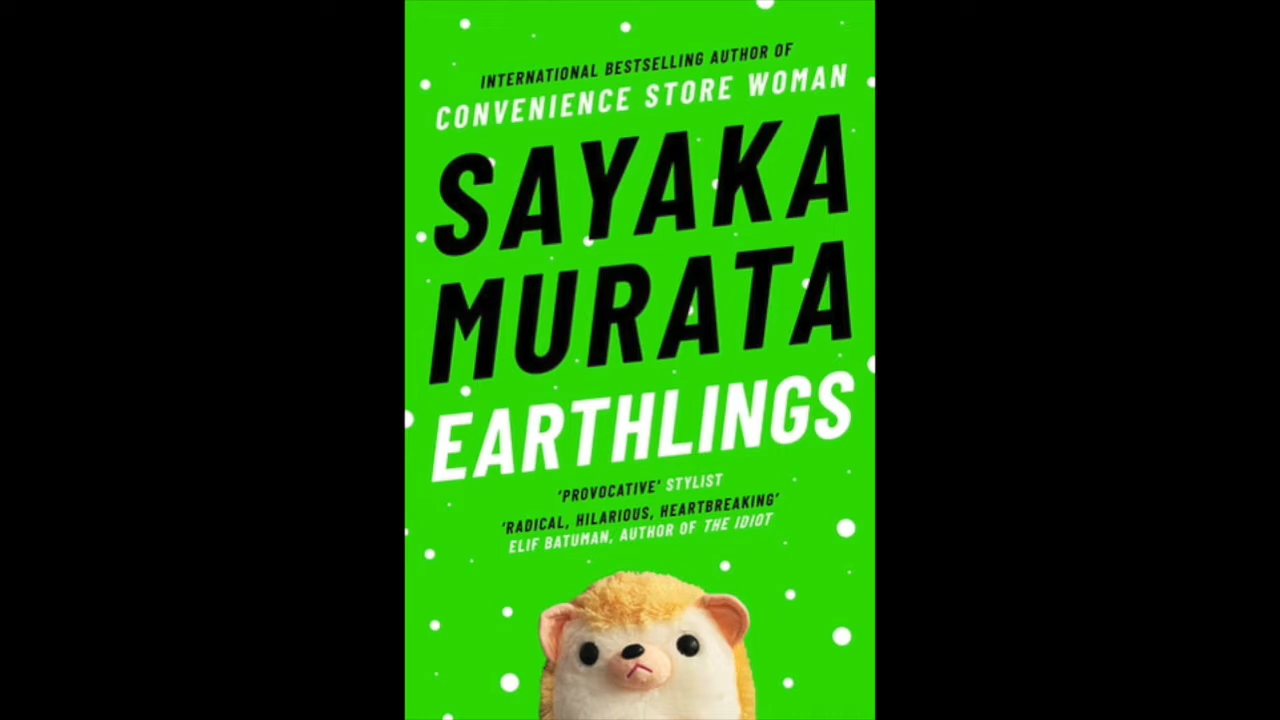 INTERNATIONAL BESTSELLING AUTHOR OF
CONVENIENCE STORE WOMAN
SAYAKA
MURATA
EARTHLINGS
'PROVOCATIVE' STYLIST
'RADICAL, HILARIOUS, HEARTBREAKING'
ELIF BATUMAN, AUTHOR OF THE IDIOT